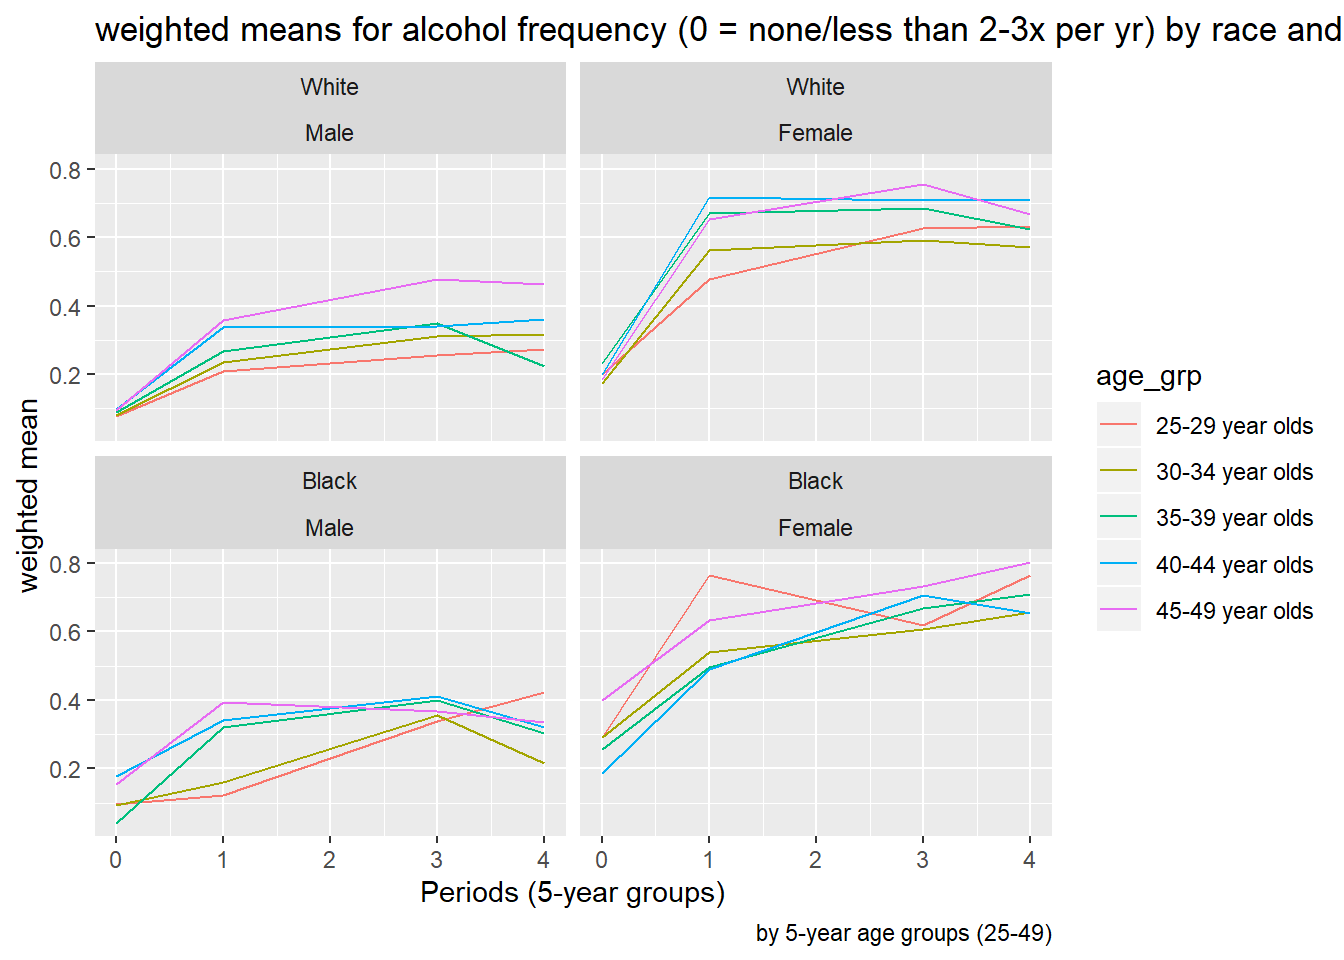 weighted means for alcohol frequency (0 = none/less than 2-3x per yr) by race and
White White
Male Female
0.8
0.6
0.4
0.2
weighted mean
Black Black
Male Female
0.8
0.6
0.4
0.2
0 1 2 3 4 0 1 2 3 4
Periods (5-year groups)
by 5-year age groups (25-49)
age_grp
25-29 year olds
30-34 year olds
35-39 year olds
40-44 year olds
45-49 year olds